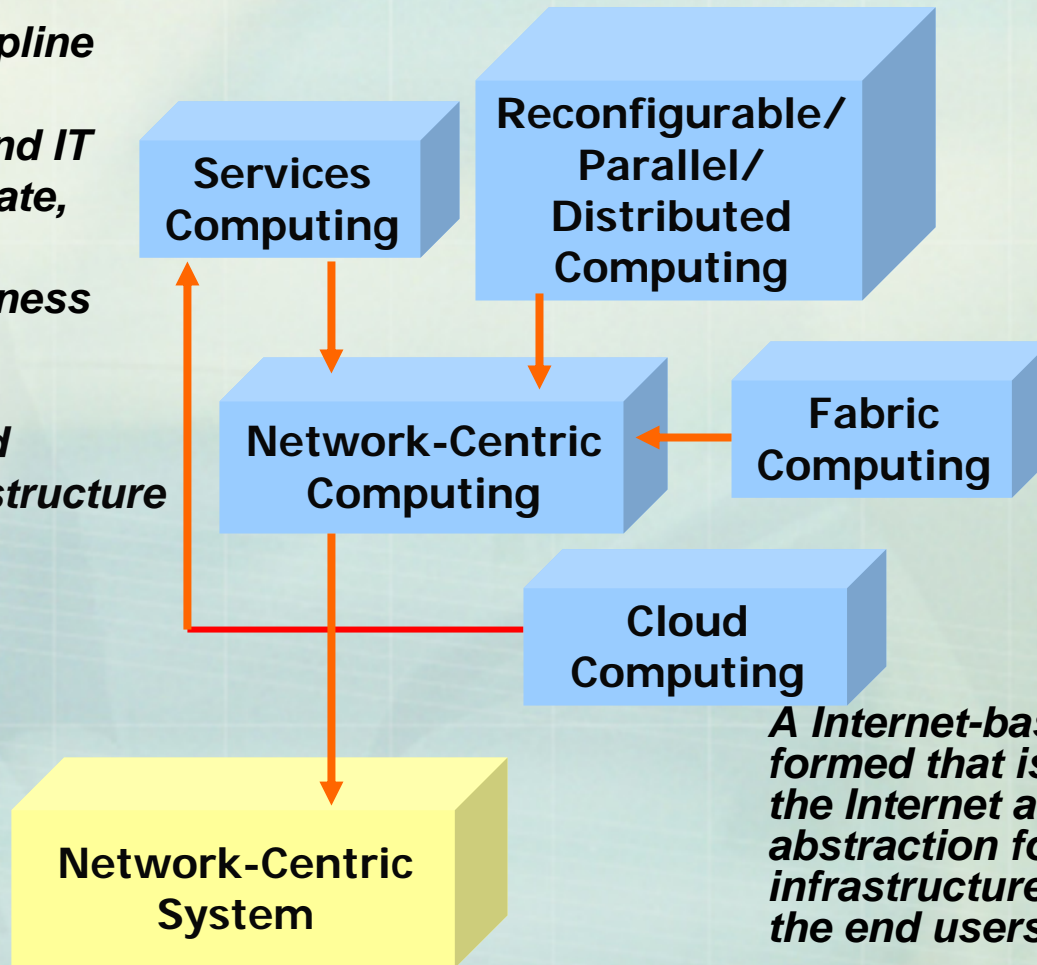 pline
nd IT
ate,
ness
d
structure
Services
Computing
Reconfigurable/
Parallel/
Distributed
Computing
Network-Centric
Computing
Fabric
Computing
Cloud
Computing
Network-Centric
System
A Internet-bas
formed that is
the Internet a
abstraction fo
infrastructure
the end users